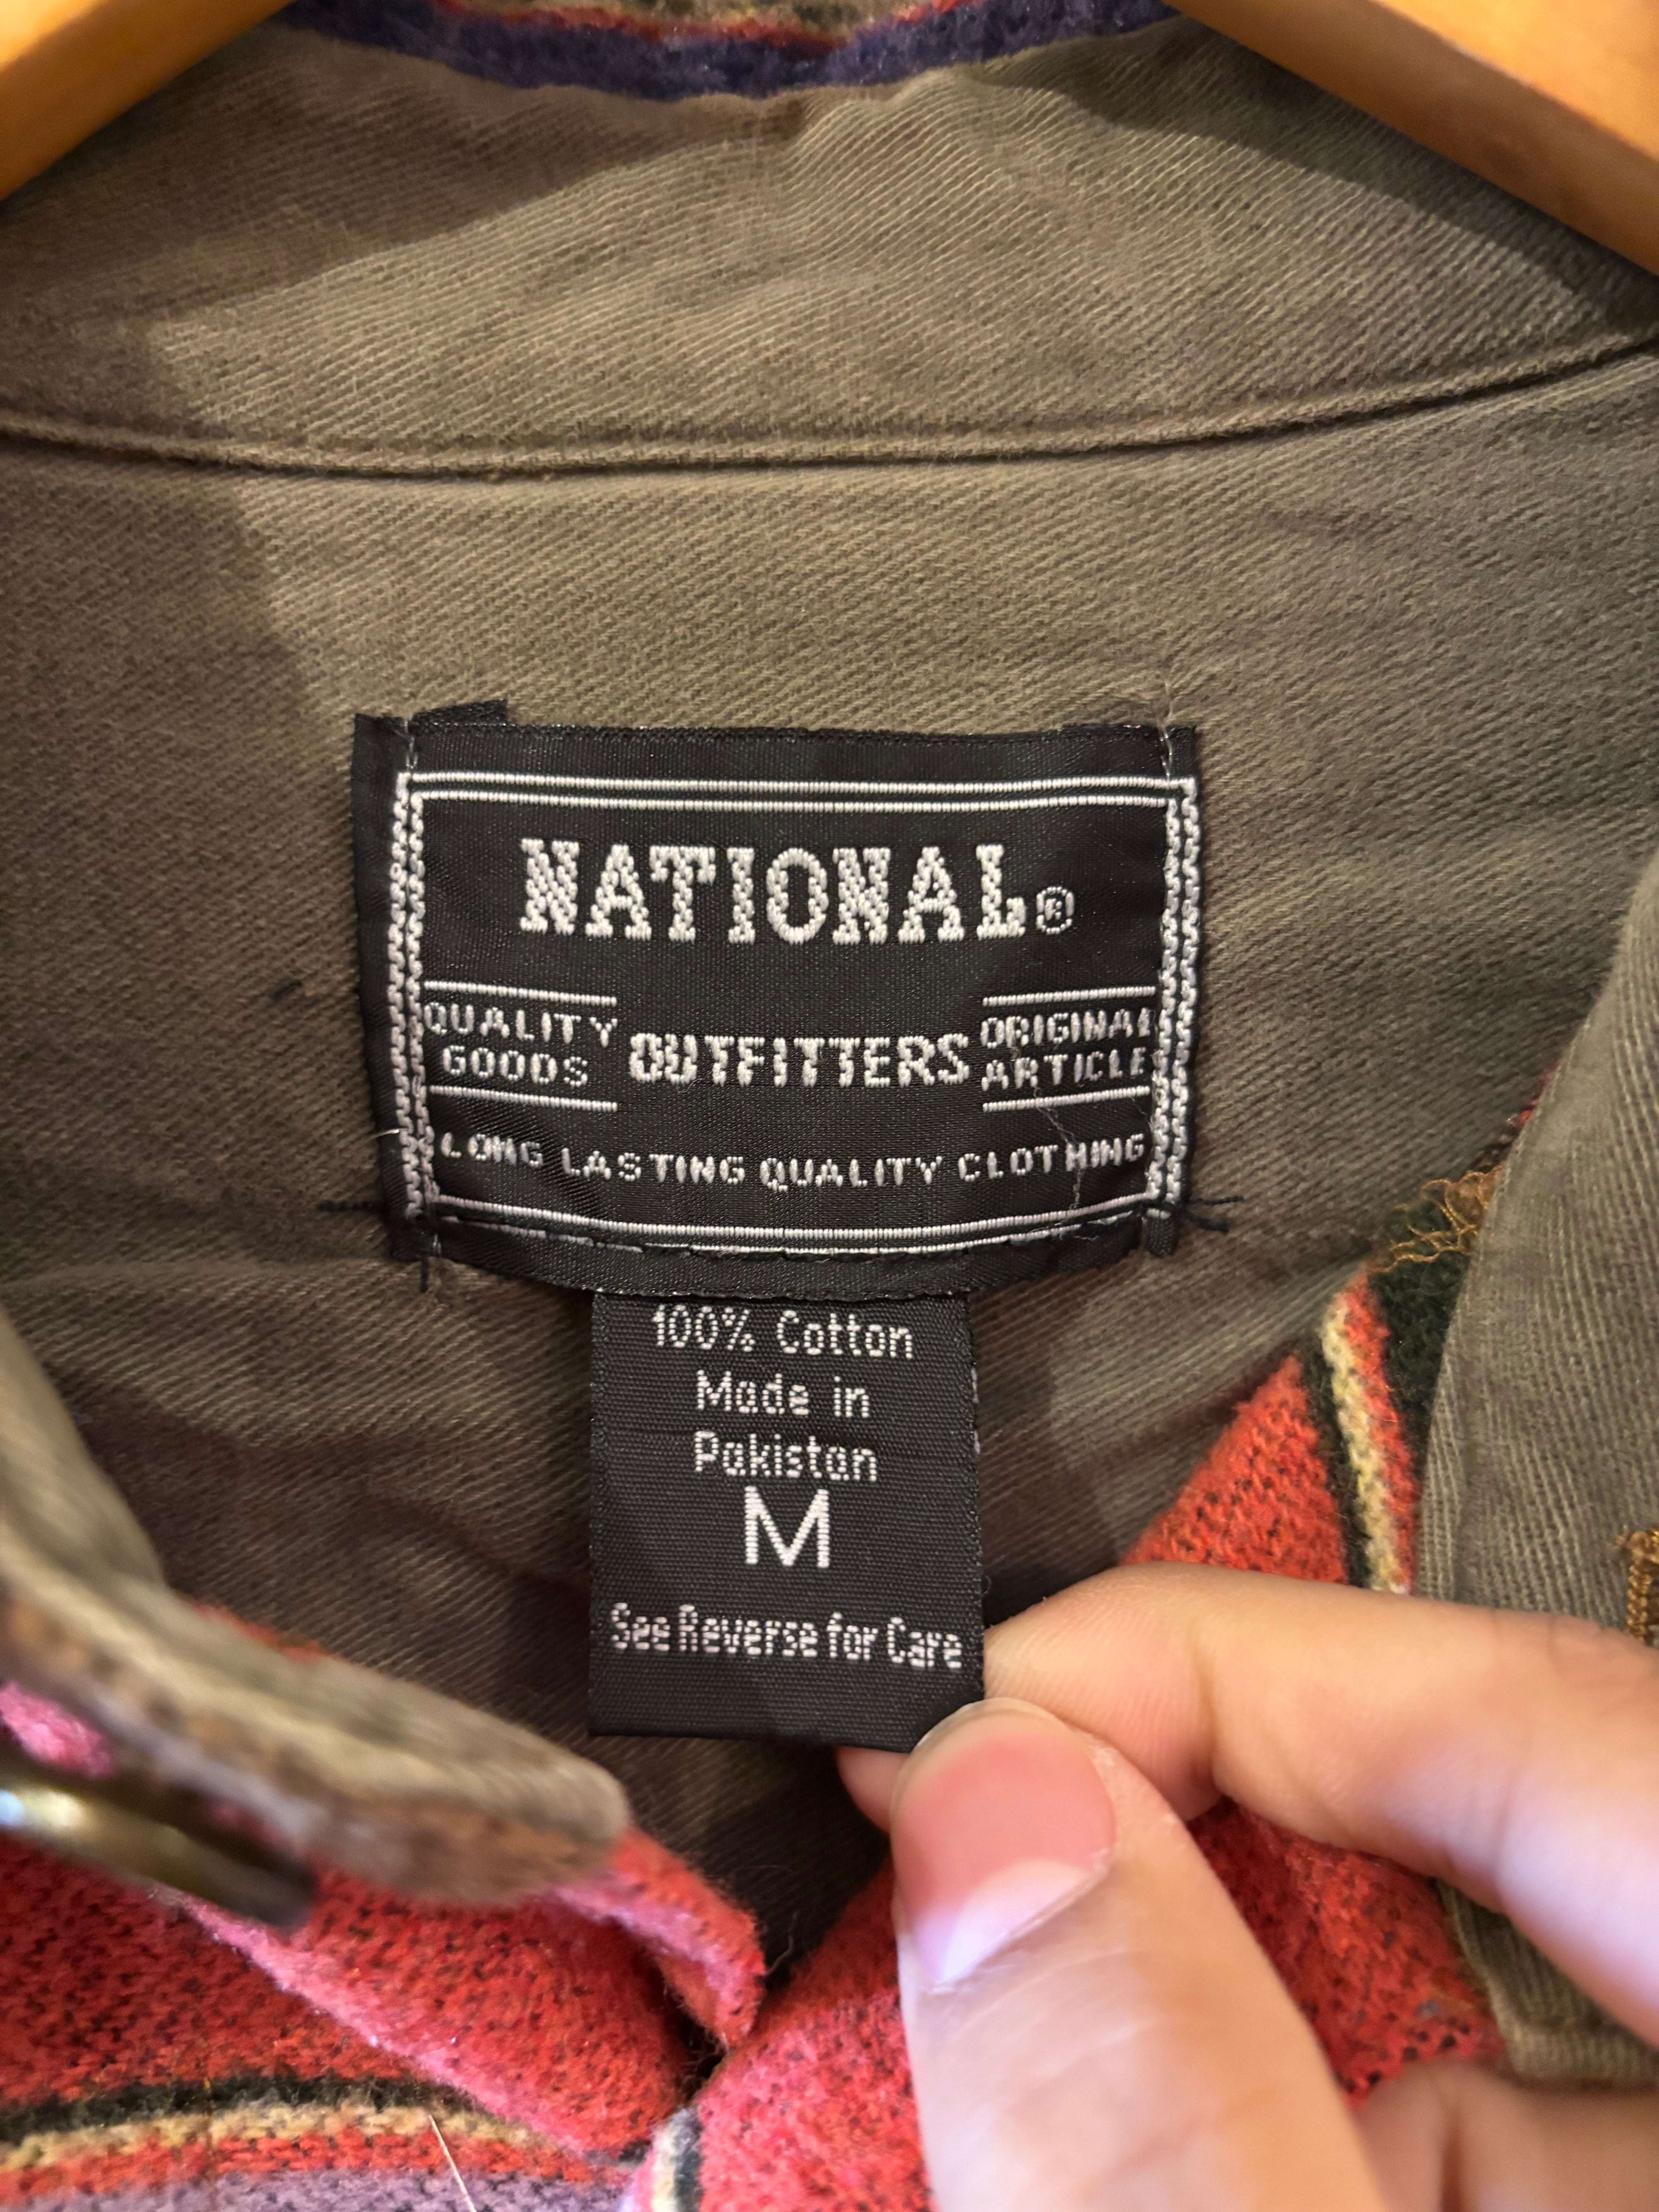 NATIONAL®
QUALITY GOODS
OUTFITTERS
ORIGINAL ARTICLE
LONG LASTING QUALITY CLOTHING
100% Cotton
Made in
Pakistan
M
See Reverse for Care